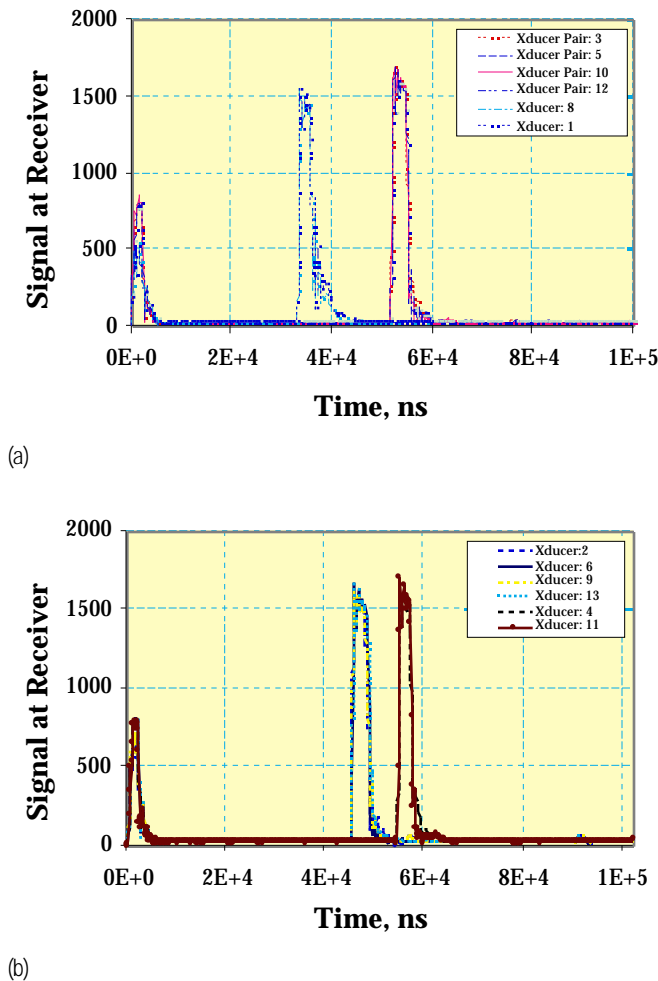 2000
1500
1000
500
0
Signal at Receiver
Xducer Pair: 3
Xducer Pair: 5
Xducer Pair: 10
Xducer Pair: 12
Xducer: 8
Xducer: 1
0E+0 2E+4 4E+4 6E+4 8E+4 1E+5
Time, ns
(a)
2000
1500
1000
500
0
Signal at Receiver
Xducer:2
Xducer: 6
Xducer: 9
Xducer: 13
Xducer: 4
Xducer: 11
0E+0 2E+4 4E+4 6E+4 8E+4 1E+5
Time, ns
(b)